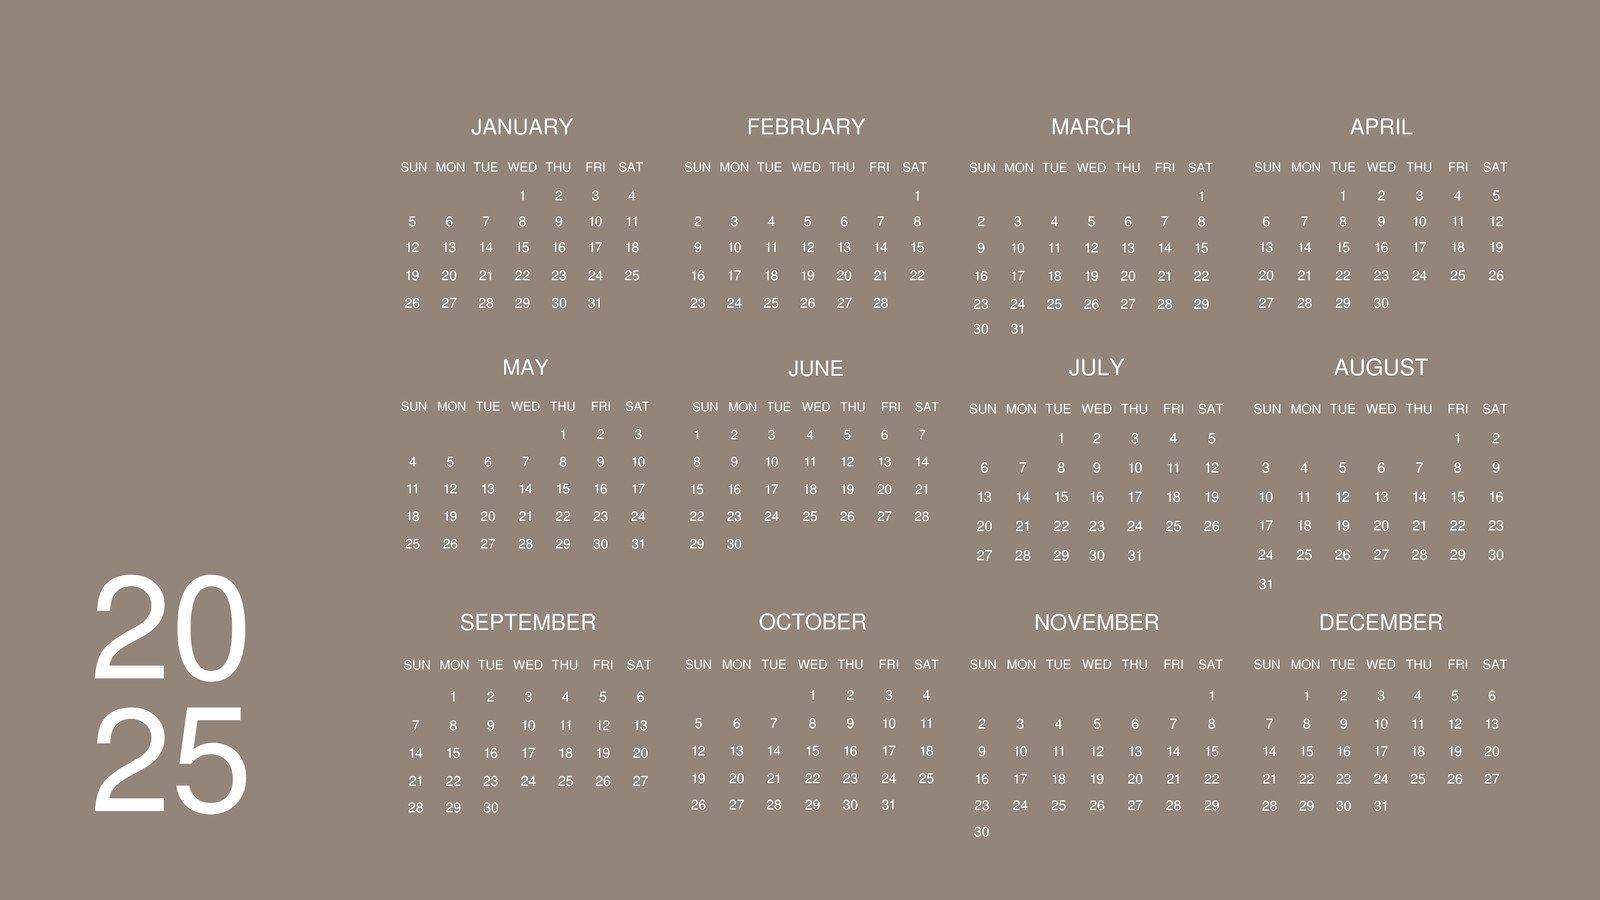 JANUARY
SUN MON TUE WED THU FRI SAT
1 2 3 4
5 6 7 8 9 10 11
12 13 14 15 16 17 18
19 20 21 22 23 24 25
26 27 28 29 30 31
FEBRUARY
SUN MON TUE WED THU FRI SAT
1
2 3 4 5 6 7 8
9 10 11 12 13 14 15
16 17 18 19 20 21 22
23 24 25 26 27 28
MARCH
SUN MON TUE WED THU FRI SAT
1
2 3 4 5 6 7 8
9 10 11 12 13 14 15
16 17 18 19 20 21 22
23 24 25 26 27 28 29
30 31
APRIL
SUN MON TUE WED THU FRI SAT
1 2 3 4 5
6 7 8 9 10 11 12
13 14 15 16 17 18 19
20 21 22 23 24 25 26
27 28 29 30
MAY
SUN MON TUE WED THU FRI SAT
1 2 3
4 5 6 7 8 9 10
11 12 13 14 15 16 17
18 19 20 21 22 23 24
25 26 27 28 29 30 31
JUNE
SUN MON TUE WED THU FRI SAT
1 2 3 4 5 6 7
8 9 10 11 12 13 14
15 16 17 18 19 20 21
22 23 24 25 26 27 28
29 30
JULY
SUN MON TUE WED THU FRI SAT
1 2 3 4 5
6 7 8 9 10 11 12
13 14 15 16 17 18 19
20 21 22 23 24 25 26
27 28 29 30 31
AUGUST
SUN MON TUE WED THU FRI SAT
1 2
3 4 5 6 7 8 9
10 11 12 13 14 15 16
17 18 19 20 21 22 23
24 25 26 27 28 29 30
31
SEPTEMBER
SUN MON TUE WED THU FRI SAT
1 2 3 4 5 6
7 8 9 10 11 12 13
14 15 16 17 18 19 20
21 22 23 24 25 26 27
28 29 30
OCTOBER
SUN MON TUE WED THU FRI SAT
1 2 3 4
5 6 7 8 9 10 11
12 13 14 15 16 17 18
19 20 21 22 23 24 25
26 27 28 29 30 31
NOVEMBER
SUN MON TUE WED THU FRI SAT
1
2 3 4 5 6 7 8
9 10 11 12 13 14 15
16 17 18 19 20 21 22
23 24 25 26 27 28 29
30
DECEMBER
SUN MON TUE WED THU FRI SAT
1 2 3 4 5 6
7 8 9 10 11 12 13
14 15 16 17 18 19 20
21 22 23 24 25 26 27
28 29 30 31
20
25